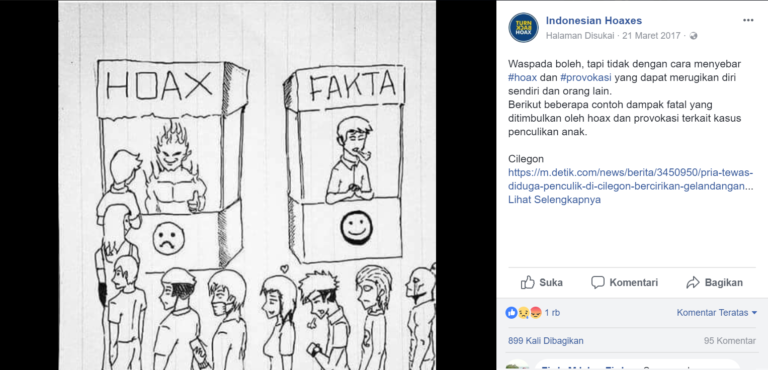 HOAX
FAKTA
TURN
BACK
HOAX
Indonesian Hoaxes
Halaman Disukai · 21 Maret 2017 ·
Waspada boleh, tapi tidak dengan cara menyebar
#hoax dan #provokasi yang dapat merugikan diri
sendiri dan orang lain.
Berikut beberapa contoh dampak fatal yang
ditimbulkan oleh hoax dan provokasi terkait kasus
penculikan anak.
Cilegon
https://m.detik.com/news/berita/3450950/pria-tewas-
diduga-penculik-di-cilegon-bercirikan-gelandangan...
Lihat Selengkapnya
Suka Komentari Bagikan
1 rb Komentar Teratas
899 Kali Dibagikan 95 Komentar